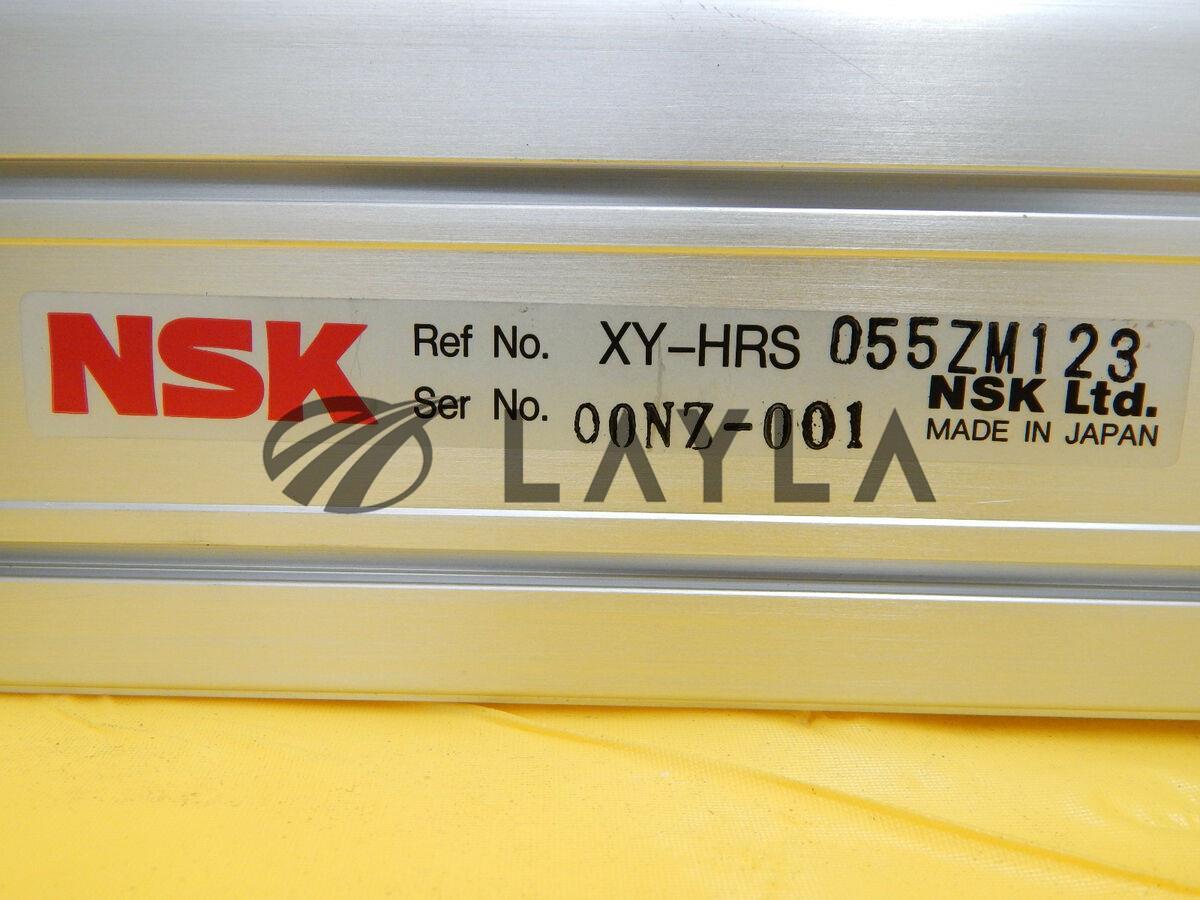 NSK
Ref No. XY-HRS 055ZM123
Ser No. 00NZ-001
NSK Ltd.
MADE IN JAPAN
LAYLA